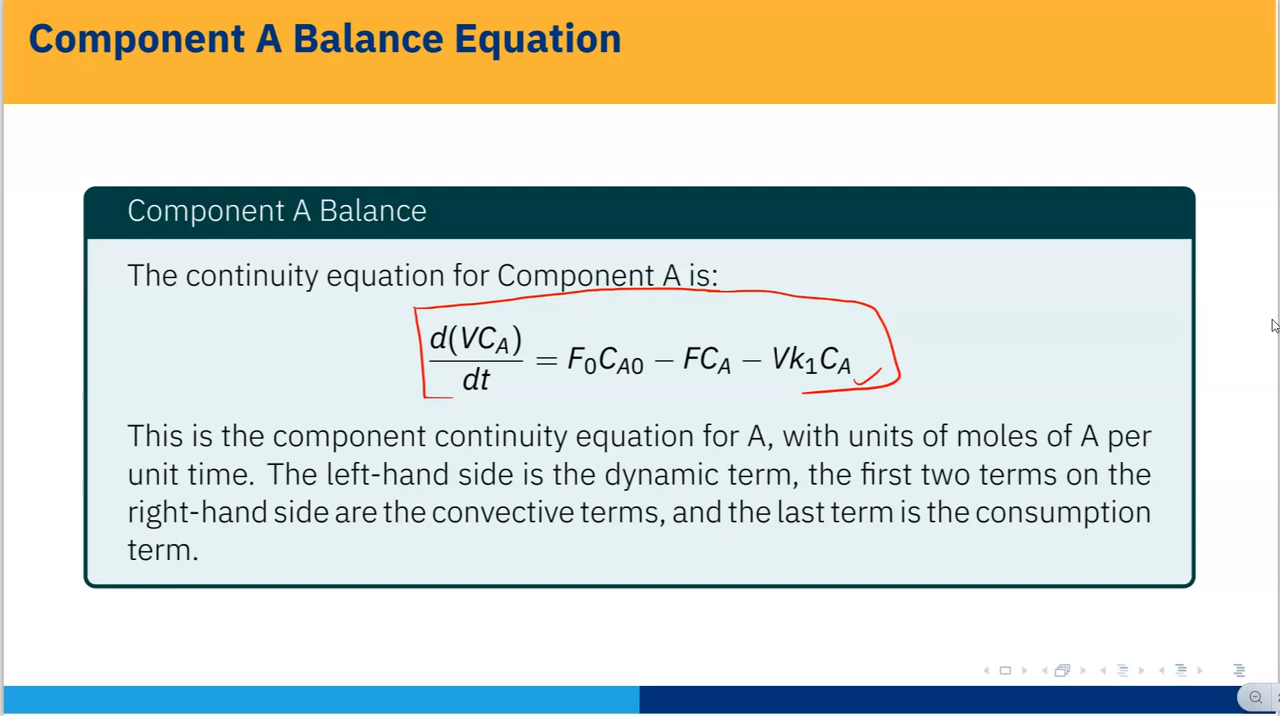 Component A Balance Equation
Component A Balance
The continuity equation for Component A is:
d(VC_A)/dt = F₀C_A0 − FC_A − Vk₁C_A
This is the component continuity equation for A, with units of moles of A per
unit time. The left-hand side is the dynamic term, the first two terms on the
right-hand side are the convective terms, and the last term is the consumption
term.